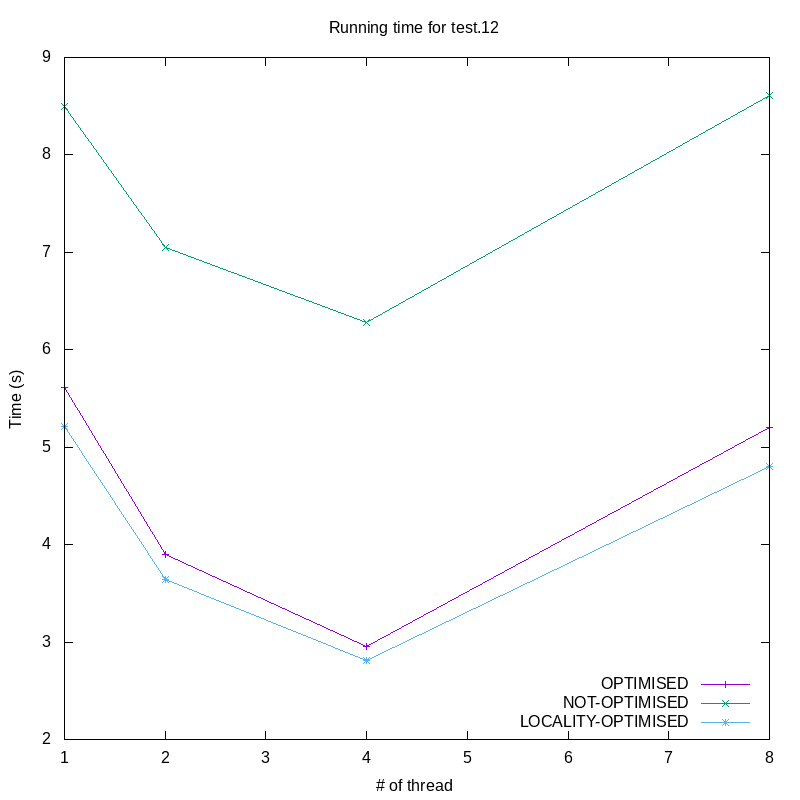 Running time for test.12
9
8
7
6
5
4
3
2
Time (s)
1 2 3 4 5 6 7 8
# of thread
OPTIMISED
NOT-OPTIMISED
LOCALITY-OPTIMISED